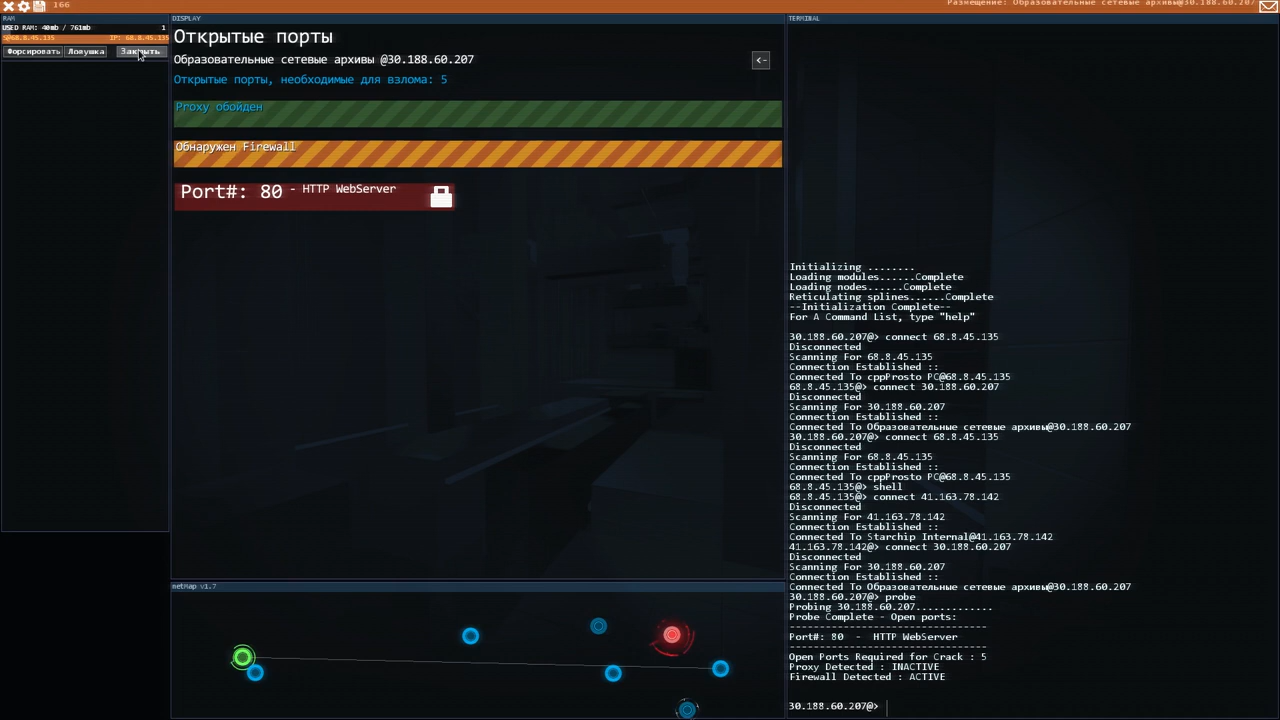 166
Размещение: Образовательные сетевые архивы@30.188.60.207
RAM
USED RAM: 40mb / 761mb 1
s@68.8.45.135 IP: 68.8.45.135
Форсировать Ловушка Закрыть
DISPLAY
Открытые порты
Образовательные сетевые архивы @30.188.60.207
<-
Открытые порты, необходимые для взлома: 5
Proxy обойден
Обнаружен Firewall
Port#: 80 - HTTP WebServer
netMap v1.7
TERMINAL
Initializing ........
Loading modules......Complete
Loading nodes......Complete
Reticulating splines......Complete
--Initialization Complete--
For A Command List, type "help"
30.188.60.207@> connect 68.8.45.135
Disconnected
Scanning For 68.8.45.135
Connection Established ::
Connected To cppProsto PC@68.8.45.135
68.8.45.135@> connect 30.188.60.207
Disconnected
Scanning For 30.188.60.207
Connection Established ::
Connected To Образовательные сетевые архивы@30.188.60.207
30.188.60.207@> connect 68.8.45.135
Disconnected
Scanning For 68.8.45.135
Connection Established ::
Connected To cppProsto PC@68.8.45.135
68.8.45.135@> shell
68.8.45.135@> connect 41.163.78.142
Disconnected
Scanning For 41.163.78.142
Connection Established ::
Connected To Starchip Internal@41.163.78.142
41.163.78.142@> connect 30.188.60.207
Disconnected
Scanning For 30.188.60.207
Connection Established ::
Connected To Образовательные сетевые архивы@30.188.60.207
30.188.60.207@> probe
Probing 30.188.60.207.............
Probe Complete - Open ports:
---------------------------------
Port#: 80 - HTTP WebServer
---------------------------------
Open Ports Required for Crack : 5
Proxy Detected : INACTIVE
Firewall Detected : ACTIVE
30.188.60.207@>